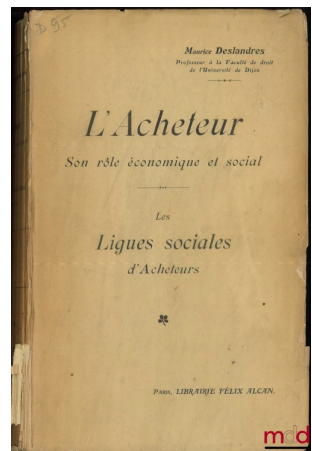 D 95
Maurice Deslandres
Professeur à la Faculté de droit
de l'Université de Dijon
L'Acheteur
Son rôle économique et social
Les
Ligues sociales
d'Acheteurs
Paris, LIBRAIRIE FÉLIX ALCAN.
mdd